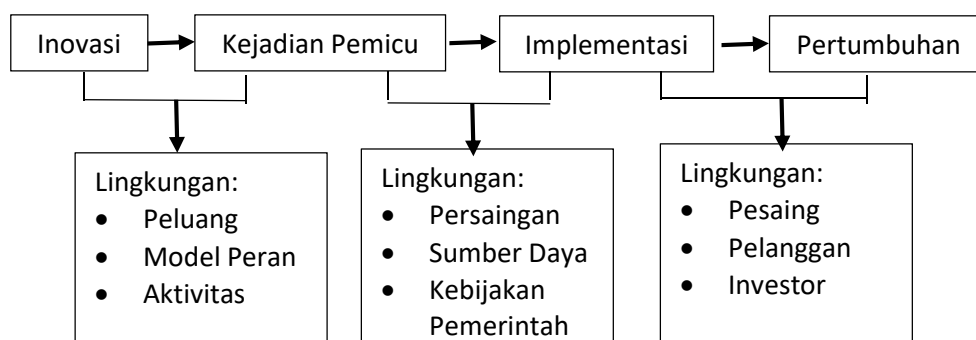 Inovasi
Kejadian Pemicu
Implementasi
Pertumbuhan
Lingkungan:
• Peluang
• Model Peran
• Aktivitas
Lingkungan:
• Persaingan
• Sumber Daya
• Kebijakan
Pemerintah
Lingkungan:
• Pesaing
• Pelanggan
• Investor